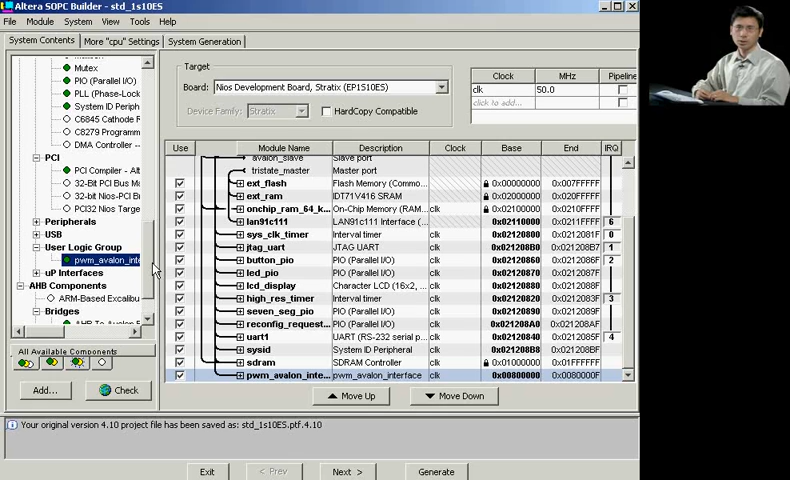 Altera SOPC Builder - std_1s10ES
File Module System View Tools Help
System Contents More "cpu" Settings System Generation
Mutex
PIO (Parallel I/O)
PLL (Phase-Lock
System ID Periph
C6845 Cathode R
C8279 Programm
DMA Controller --
PCI
PCI Compiler - Alt
32-Bit PCI Bus Ma
32-bit Nios-PCI B
PCI32 Nios Targe
Peripherals
USB
User Logic Group
pwm_avalon_inte
uP Interfaces
AHB Components
ARM-Based Excalibu
Bridges
AHB To Avalon B
All Available Components
Add... Check
Target
Board: Nios Development Board, Stratix (EP1S10ES)
Device Family: Stratix HardCopy Compatible
Clock MHz Pipeline
clk 50.0
click to add...
Use Module Name Description Clock Base End IRQ
avalon_slave Slave port
tristate_master Master port
ext_flash Flash Memory (Commo... 0x00000000 0x007FFFFF
ext_ram IDT71V416 SRAM 0x02000000 0x020FFFFF
onchip_ram_64_k... On-Chip Memory (RAM... clk 0x02100000 0x0210FFFF
lan91c111 LAN91c111 Interface (... 0x02110000 0x0211FFFF 6
sys_clk_timer Interval timer clk 0x02120800 0x0212081F 0
jtag_uart JTAG UART clk 0x021208B0 0x021208B7 1
button_pio PIO (Parallel I/O) clk 0x02120860 0x0212086F 2
led_pio PIO (Parallel I/O) clk 0x02120870 0x0212087F
lcd_display Character LCD (16x2, ... clk 0x02120880 0x0212088F
high_res_timer Interval timer clk 0x02120820 0x0212083F 3
seven_seg_pio PIO (Parallel I/O) clk 0x02120890 0x0212089F
reconfig_request... PIO (Parallel I/O) clk 0x021208A0 0x021208AF
uart1 UART (RS-232 serial p... clk 0x02120840 0x0212085F 4
sysid System ID Peripheral clk 0x021208B8 0x021208BF
sdram SDRAM Controller clk 0x01000000 0x01FFFFFF
pwm_avalon_inte... pwm_avalon_interface clk 0x00800000 0x0080000F
Move Up Move Down
Your original version 4.10 project file has been saved as: std_1s10ES.ptf.4.10
Exit < Prev Next > Generate